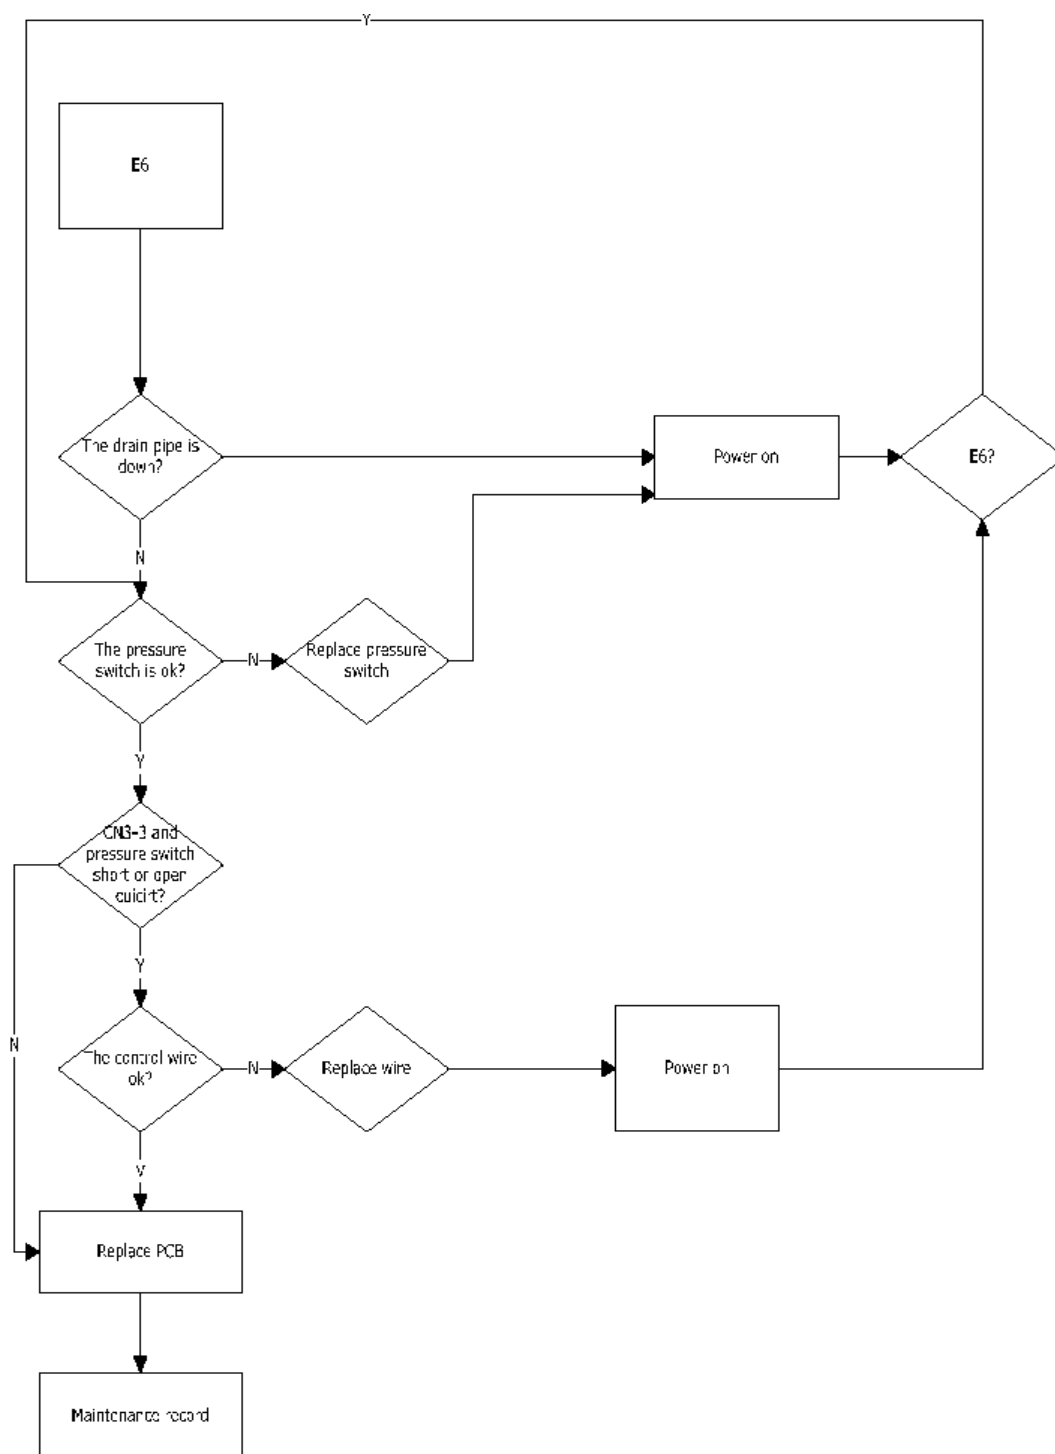 Y
E6
The drain pipe is
down?
Power on
E6?
N
The pressure
switch is ok?
N
Replace pressure
switch
Y
CN3-3 and
pressure switch
short or open
cuicirt?
Y
N
The control wire
ok?
N
Replace wire
Power on
Y
Replace PCB
Maintenance record